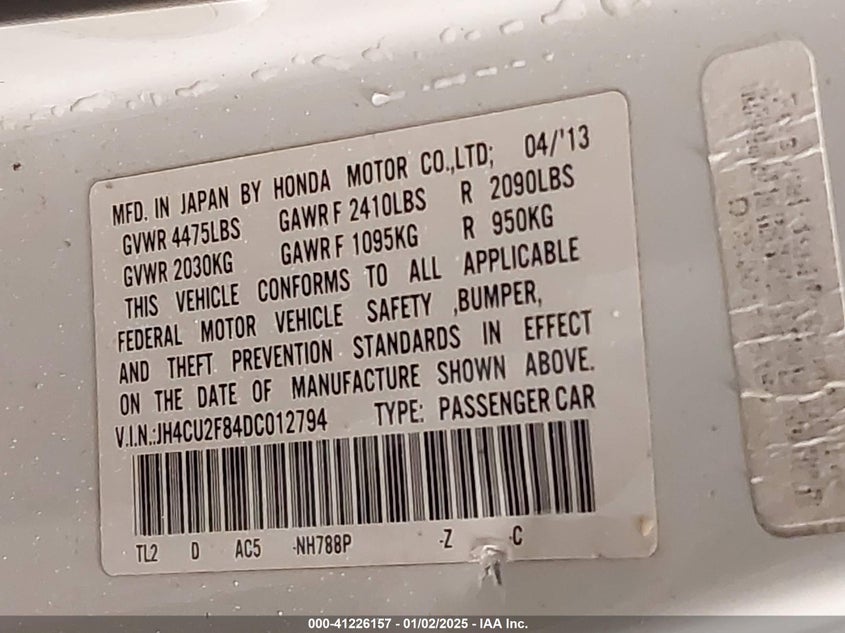 MFD. IN JAPAN BY HONDA MOTOR CO.,LTD; 04/'13
GVWR 4475LBS GAWR F 2410LBS R 2090LBS
GVWR 2030KG GAWR F 1095KG R 950KG
THIS VEHICLE CONFORMS TO ALL APPLICABLE
FEDERAL MOTOR VEHICLE SAFETY ,BUMPER,
AND THEFT PREVENTION STANDARDS IN EFFECT
ON THE DATE OF MANUFACTURE SHOWN ABOVE.
V.I.N.:JH4CU2F84DC012794 TYPE: PASSENGER CAR
TL2 D AC5 -NH788P -Z -C
000-41226157 - 01/02/2025 - IAA Inc.